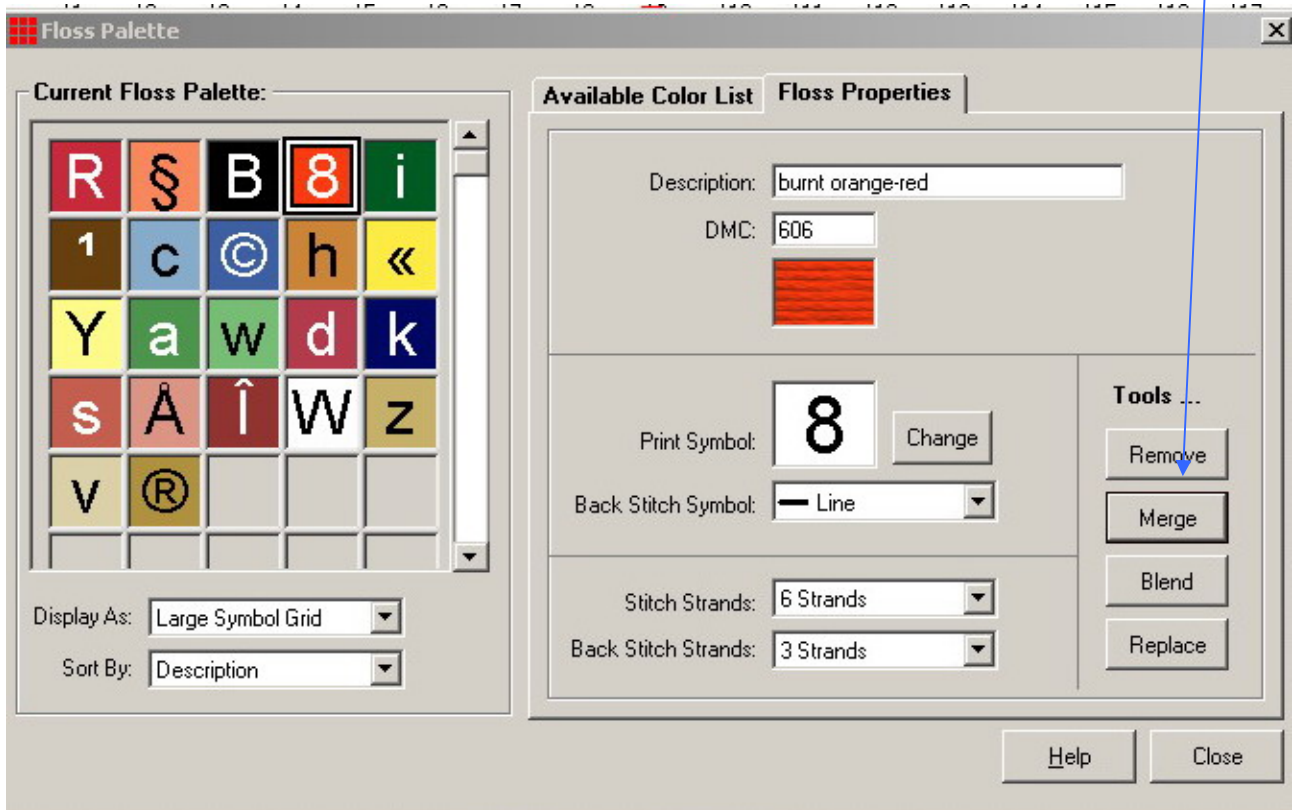 Floss Palette
Current Floss Palette:
R § B 8 i
¹ c © h «
Y a w d k
s Å Î W z
v ®
Display As: Large Symbol Grid
Sort By: Description
Available Color List Floss Properties
Description: burnt orange-red
DMC: 606
Print Symbol: 8 Change
Back Stitch Symbol: Line
Stitch Strands: 6 Strands
Back Stitch Strands: 3 Strands
Tools ...
Remove
Merge
Blend
Replace
Help Close